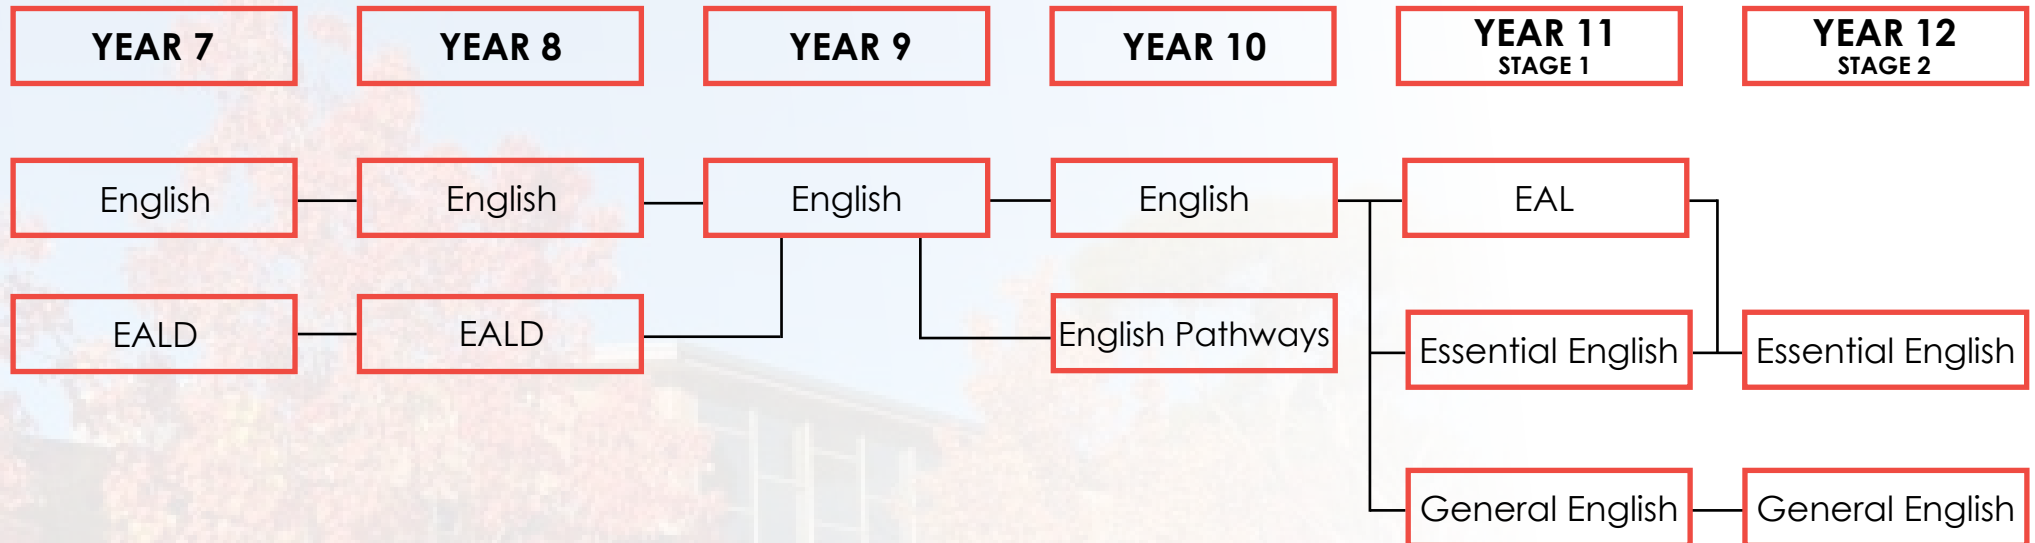 YEAR 7
YEAR 8
YEAR 9
YEAR 10
YEAR 11
STAGE 1
YEAR 12
STAGE 2
English
English
English
English
EAL
EALD
EALD
English Pathways
Essential English
Essential English
General English
General English